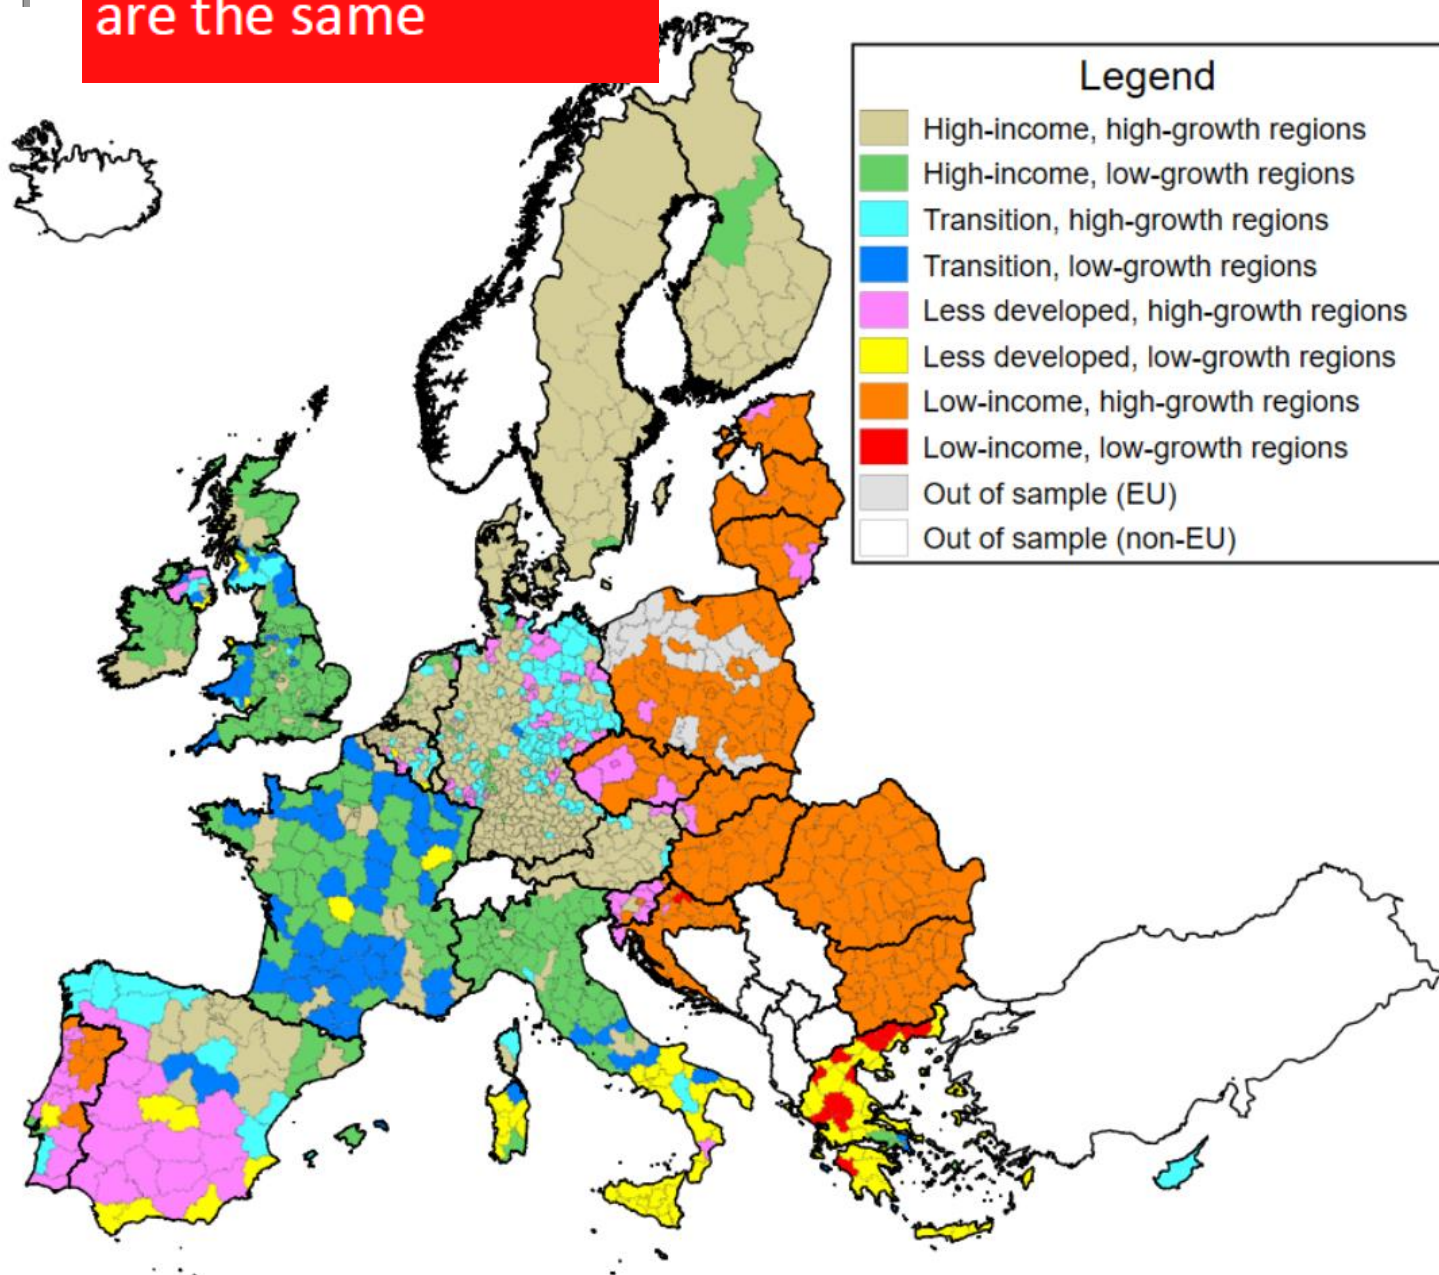 are the same
Legend
High-income, high-growth regions
High-income, low-growth regions
Transition, high-growth regions
Transition, low-growth regions
Less developed, high-growth regions
Less developed, low-growth regions
Low-income, high-growth regions
Low-income, low-growth regions
Out of sample (EU)
Out of sample (non-EU)